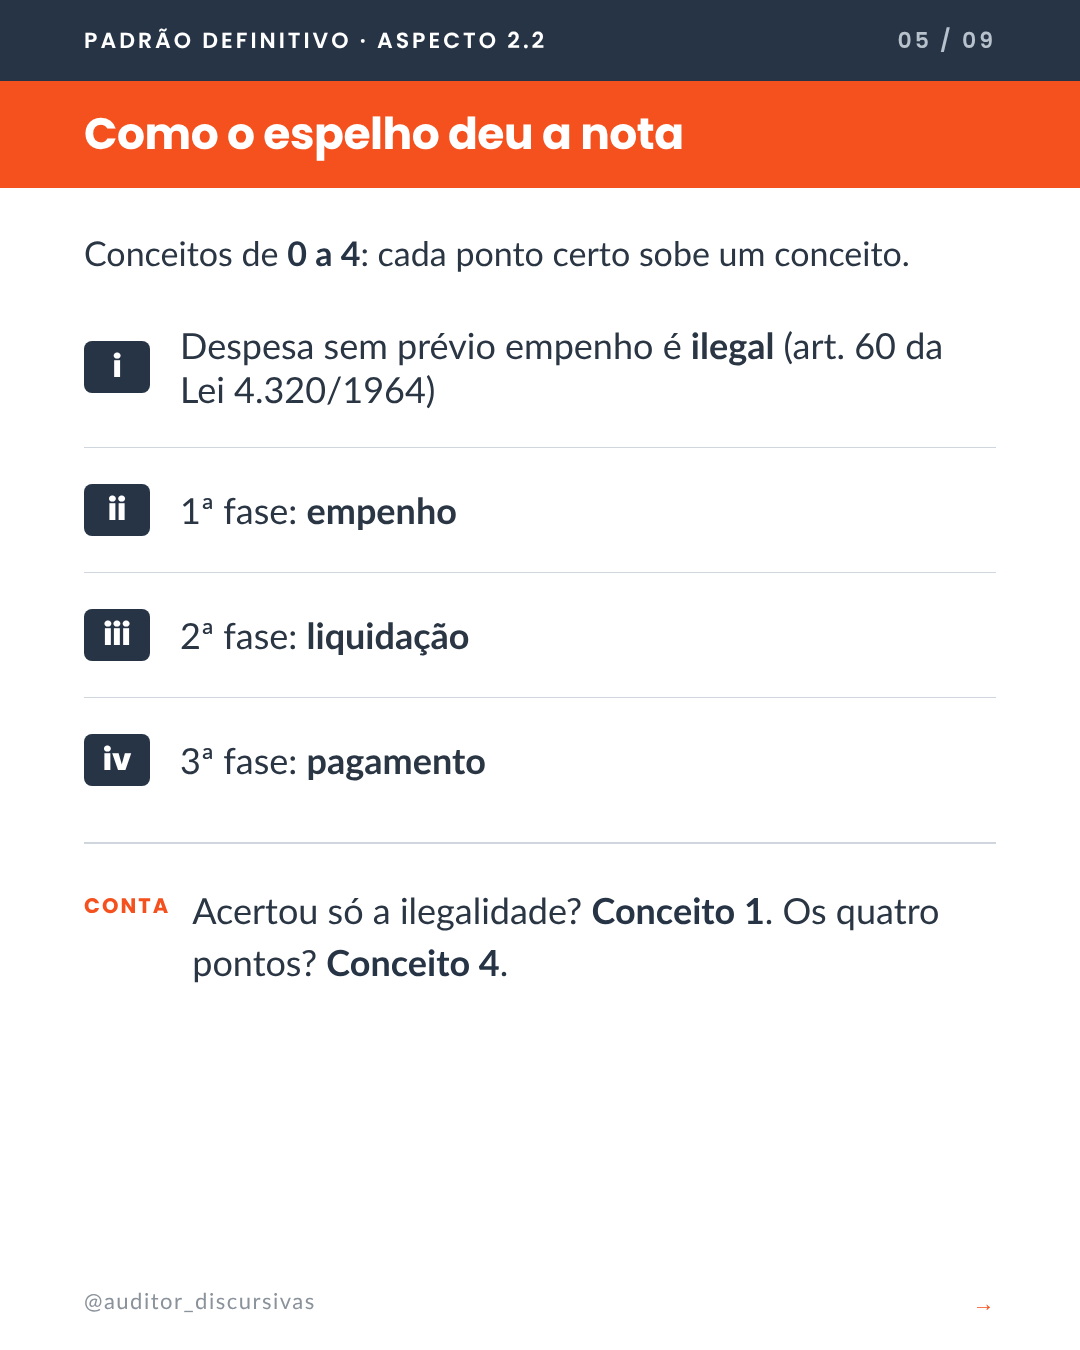 PADRÃO DEFINITIVO · ASPECTO 2.2
05 / 09
Como o espelho deu a nota
Conceitos de 0 a 4: cada ponto certo sobe um conceito.
i
Despesa sem prévio empenho é ilegal (art. 60 da
Lei 4.320/1964)
ii
1ª fase: empenho
iii
2ª fase: liquidação
iv
3ª fase: pagamento
CONTA
Acertou só a ilegalidade? Conceito 1. Os quatro
pontos? Conceito 4.
@auditor_discursivas
→